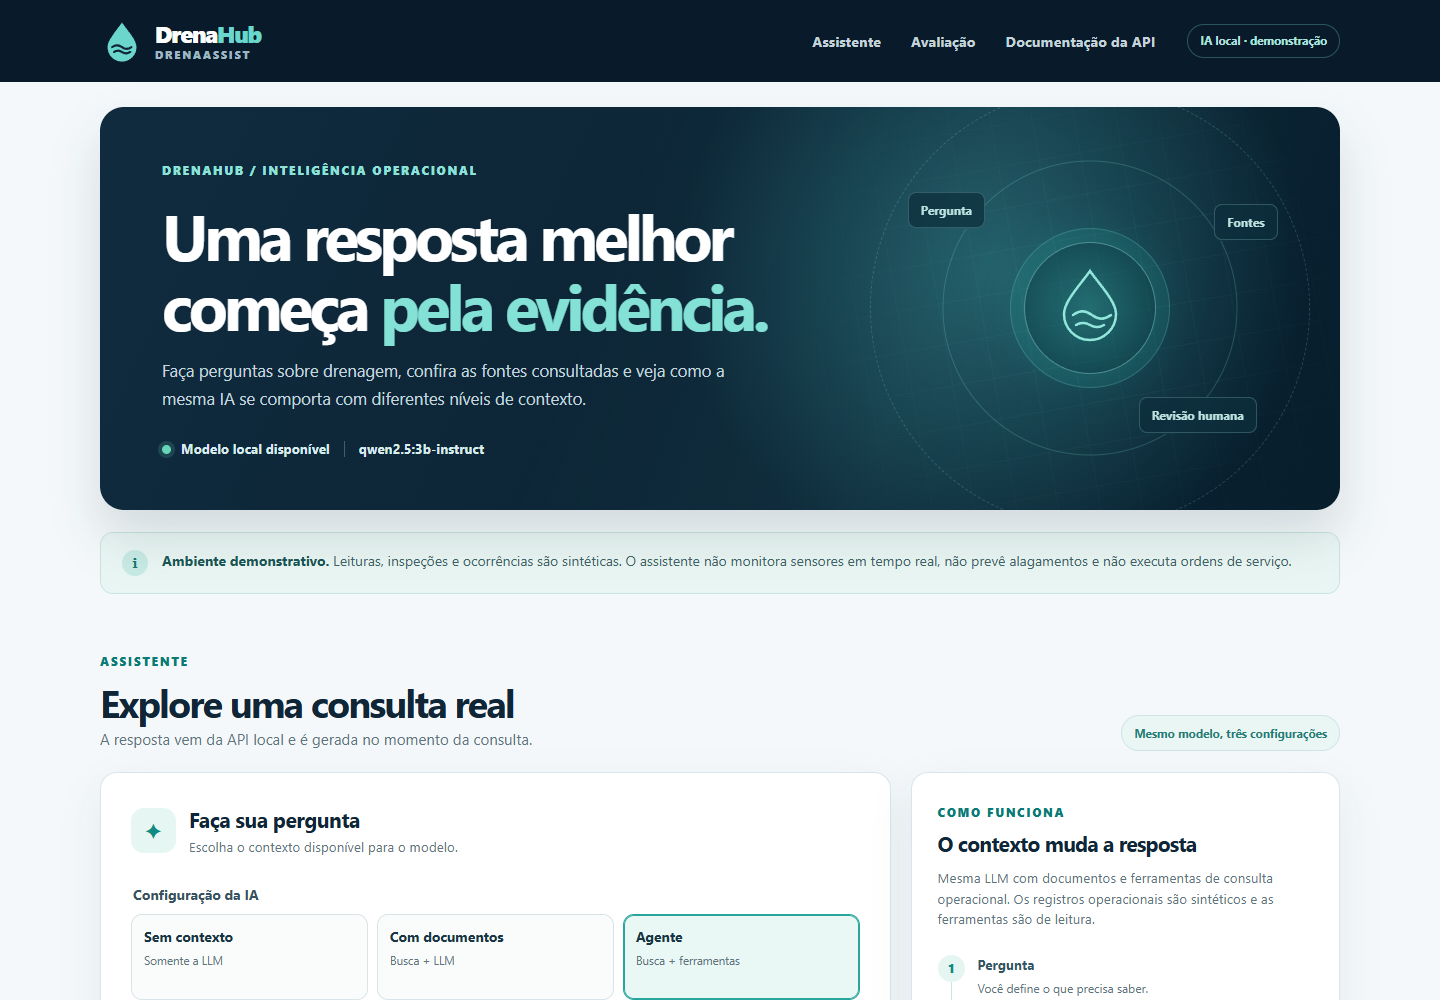 DrenaHub
DRENAASSIST
Assistente
Avaliação
Documentação da API
IA local · demonstração
DRENAHUB / INTELIGÊNCIA OPERACIONAL
Uma resposta melhor
começa pela evidência.
Faça perguntas sobre drenagem, confira as fontes consultadas e veja como a
mesma IA se comporta com diferentes níveis de contexto.
Modelo local disponível
qwen2.5:3b-instruct
Pergunta
Fontes
Revisão humana
i
Ambiente demonstrativo. Leituras, inspeções e ocorrências são sintéticas. O assistente não monitora sensores em tempo real, não prevê alagamentos e não executa ordens de serviço.
ASSISTENTE
Explore uma consulta real
A resposta vem da API local e é gerada no momento da consulta.
Mesmo modelo, três configurações
Faça sua pergunta
Escolha o contexto disponível para o modelo.
Configuração da IA
Sem contexto
Somente a LLM
Com documentos
Busca + LLM
Agente
Busca + ferramentas
COMO FUNCIONA
O contexto muda a resposta
Mesma LLM com documentos e ferramentas de consulta
operacional. Os registros operacionais são sintéticos e as
ferramentas são de leitura.
1
Pergunta
Você define o que precisa saber.